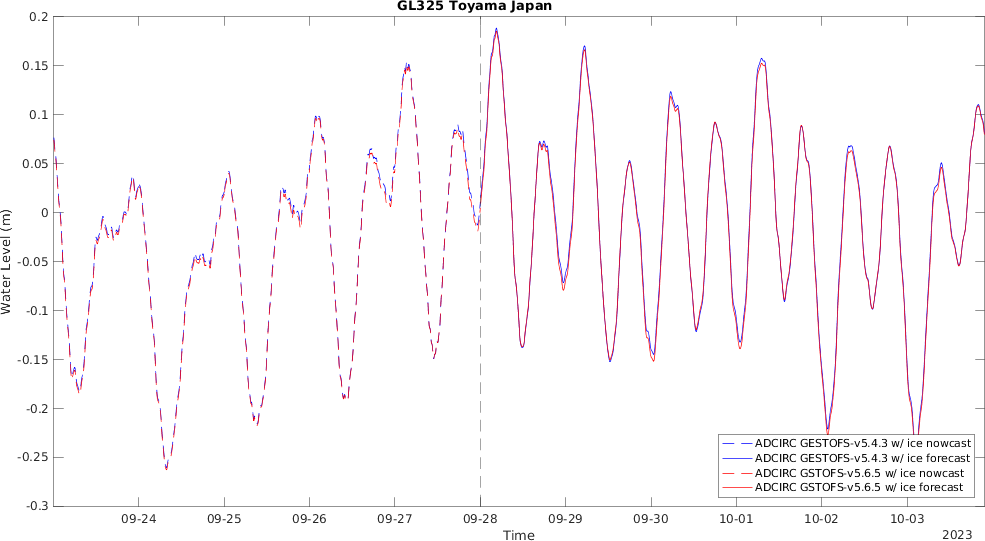 GL325 Toyama Japan
0.2
0.15
0.1
0.05
0
-0.05
-0.1
-0.15
-0.2
-0.25
-0.3
Water Level (m)
ADCIRC GESTOFS-v5.4.3 w/ ice nowcast
ADCIRC GESTOFS-v5.4.3 w/ ice forecast
ADCIRC GSTOFS-v5.6.5 w/ ice nowcast
ADCIRC GSTOFS-v5.6.5 w/ ice forecast
09-24 09-25 09-26 09-27 09-28 09-29 09-30 10-01 10-02 10-03
Time
2023